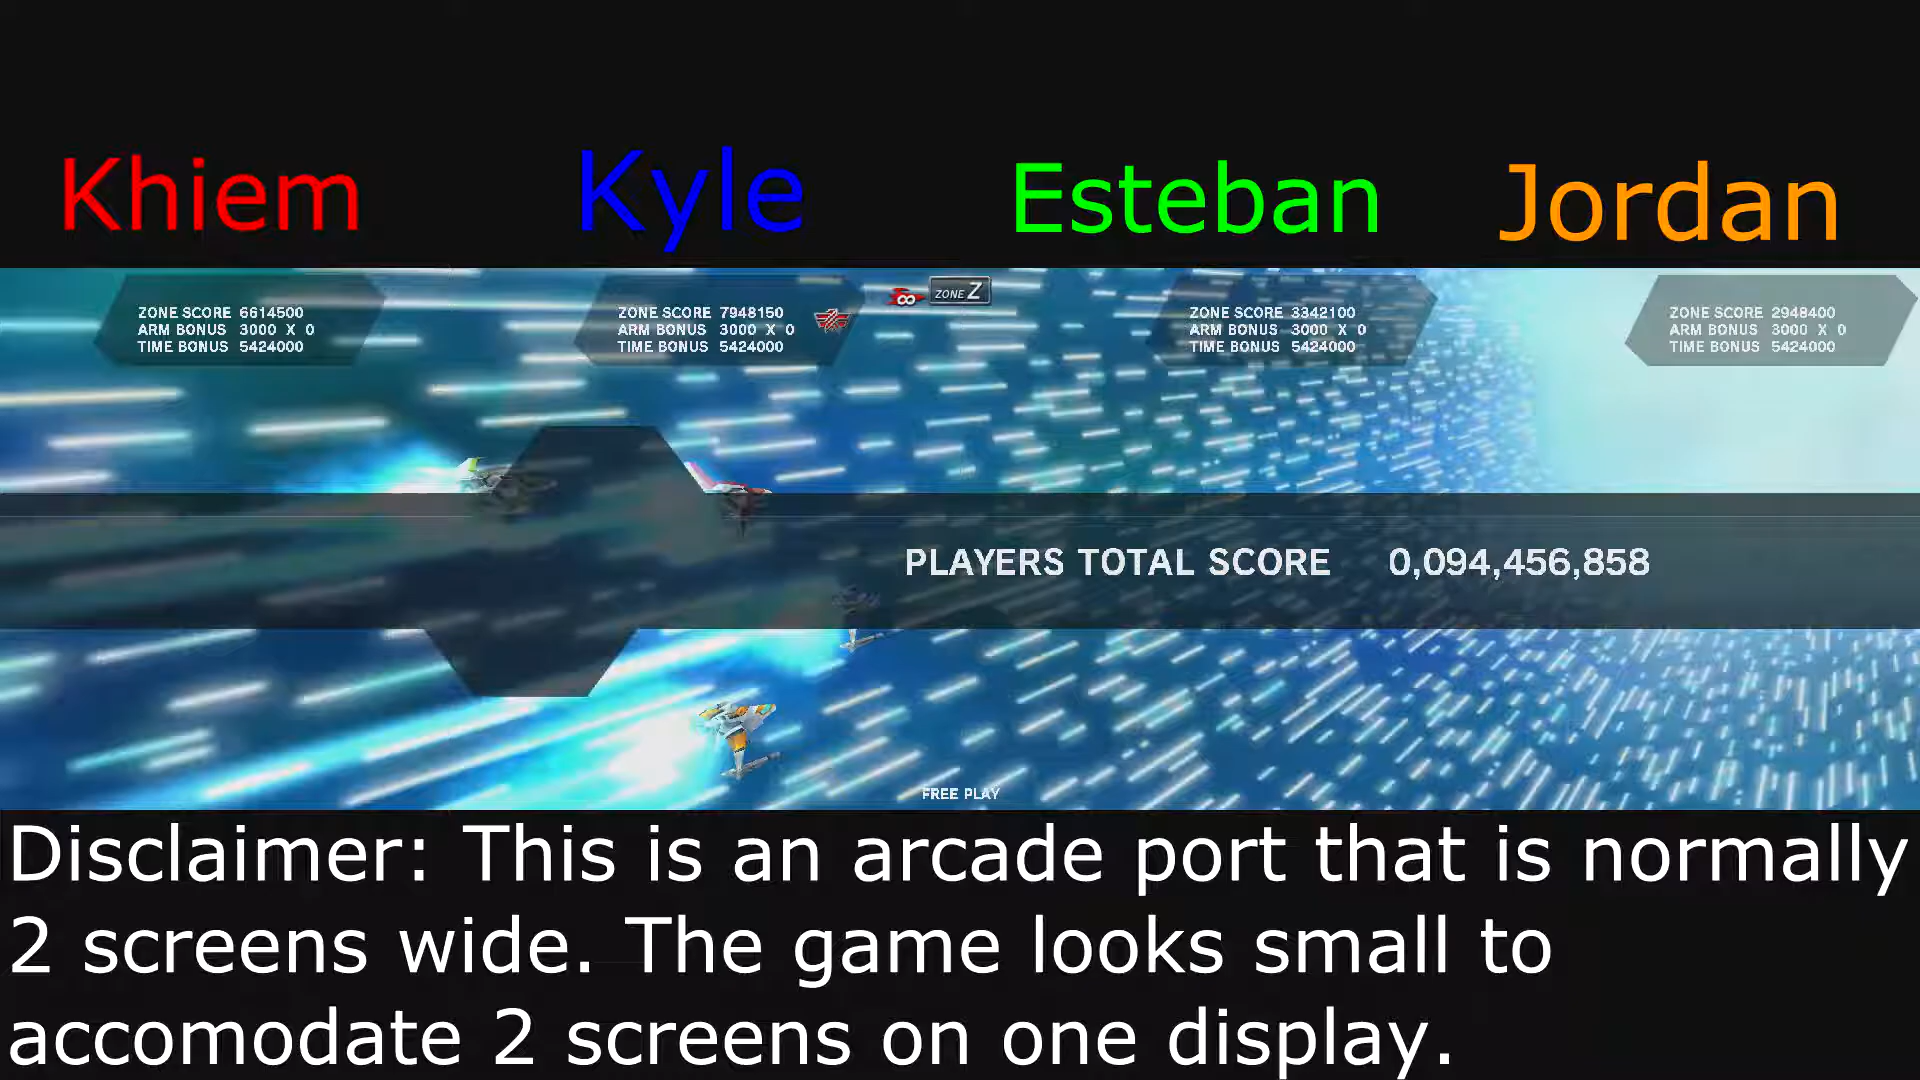 Khiem Kyle Esteban Jordan
ZONE Z
ZONE SCORE 6614500
ARM BONUS 3000 X 0
TIME BONUS 5424000
ZONE SCORE 7948150
ARM BONUS 3000 X 0
TIME BONUS 5424000
ZONE SCORE 3342100
ARM BONUS 3000 X 0
TIME BONUS 5424000
ZONE SCORE 2948400
ARM BONUS 3000 X 0
TIME BONUS 5424000
PLAYERS TOTAL SCORE 0,094,456,858
FREE PLAY
Disclaimer: This is an arcade port that is normally
2 screens wide. The game looks small to
accomodate 2 screens on one display.